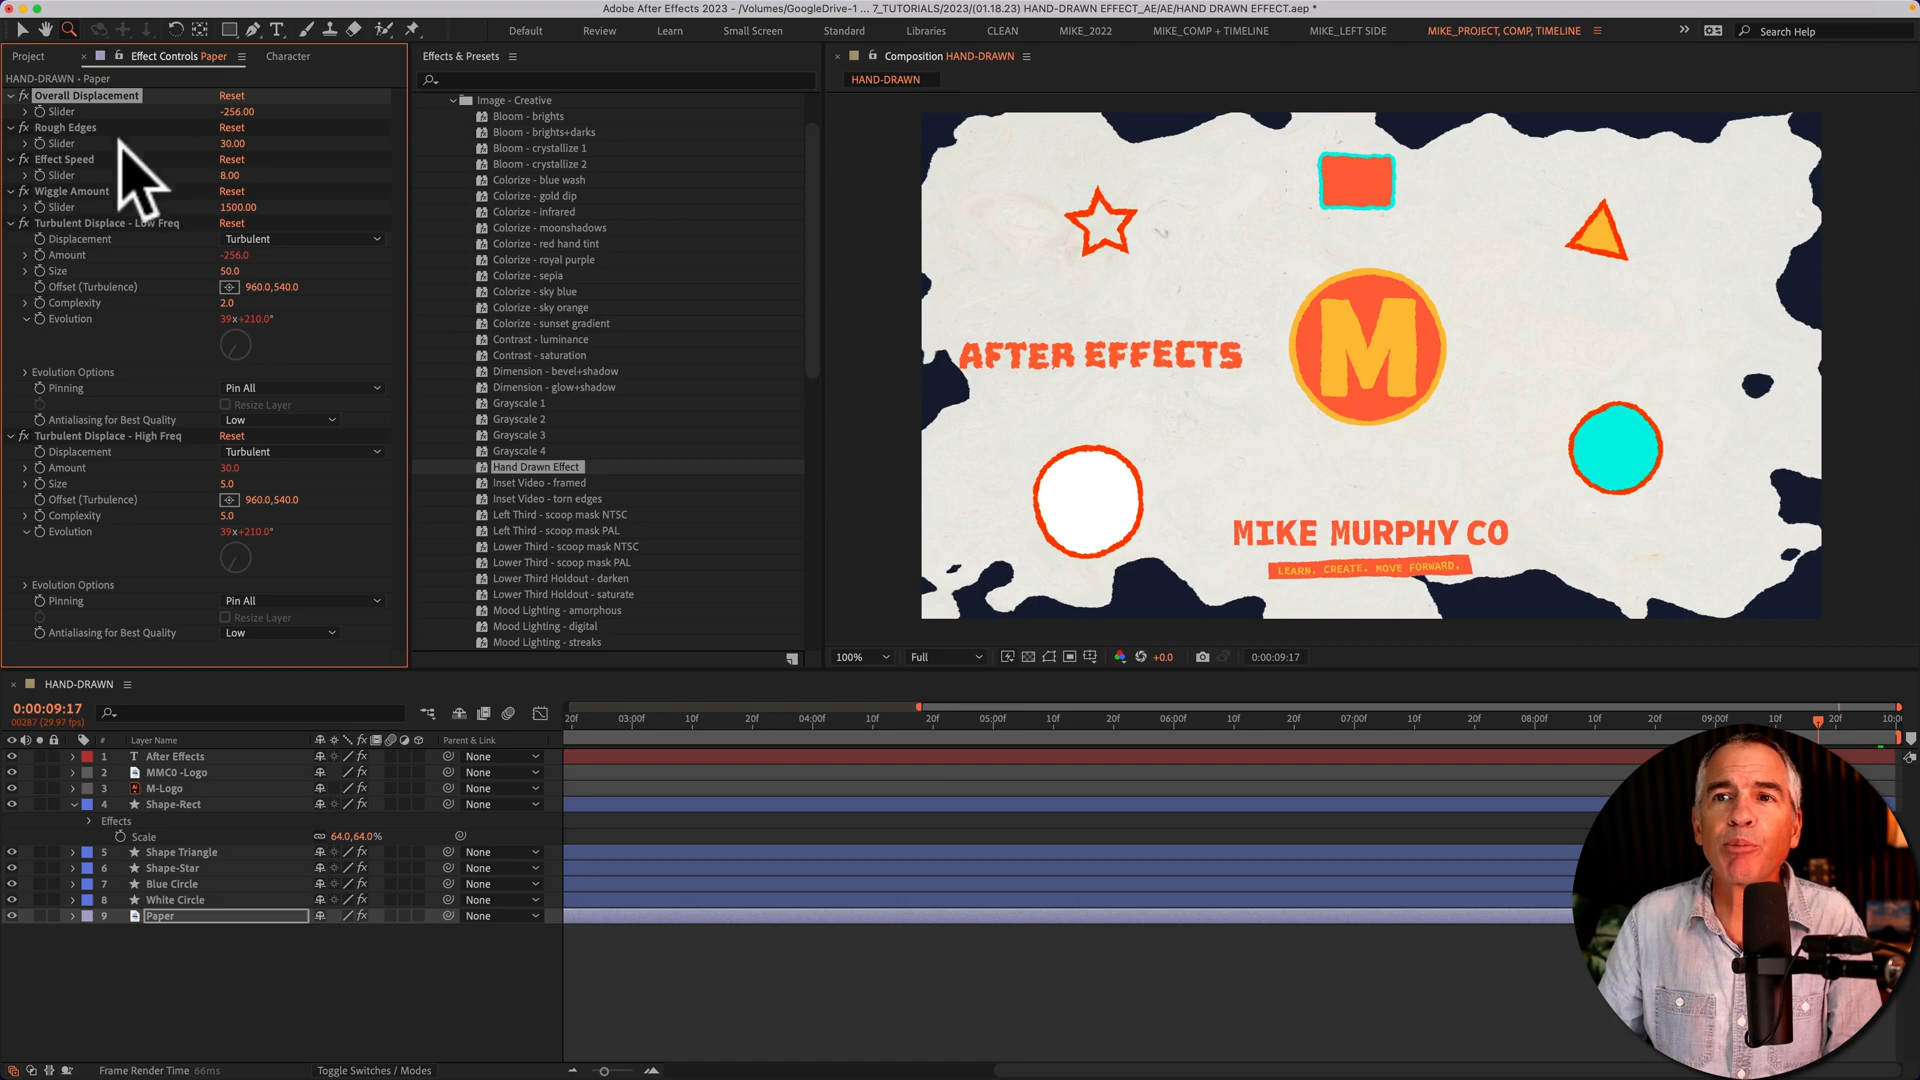 Adobe After Effects 2023 - /Volumes/GoogleDrive-1 ... 7_TUTORIALS/2023/(01.18.23) HAND-DRAWN EFFECT_AE/AE/HAND DRAWN EFFECT.aep *
Default Review Learn Small Screen Standard Libraries CLEAN MIKE_2022 MIKE_COMP + TIMELINE MIKE_LEFT SIDE MIKE_PROJECT, COMP, TIMELINE Search Help
Project Effect Controls Paper Character
HAND-DRAWN • Paper
Overall Displacement Reset
Slider -256.00
Rough Edges Reset
Slider 30.00
Effect Speed Reset
Slider 8.00
Wiggle Amount Reset
Slider 1500.00
Turbulent Displace - Low Freq Reset
Displacement Turbulent
Amount -256.0
Size 50.0
Offset (Turbulence) 960.0,540.0
Complexity 2.0
Evolution 39x+210.0°
Evolution Options
Pinning Pin All
Resize Layer
Antialiasing for Best Quality Low
Turbulent Displace - High Freq Reset
Displacement Turbulent
Amount 30.0
Size 5.0
Offset (Turbulence) 960.0,540.0
Complexity 5.0
Evolution 39x+210.0°
Evolution Options
Pinning Pin All
Resize Layer
Antialiasing for Best Quality Low
Effects & Presets
Image - Creative
Bloom - brights
Bloom - brights+darks
Bloom - crystallize 1
Bloom - crystallize 2
Colorize - blue wash
Colorize - gold dip
Colorize - infrared
Colorize - moonshadows
Colorize - red hand tint
Colorize - royal purple
Colorize - sepia
Colorize - sky blue
Colorize - sky orange
Colorize - sunset gradient
Contrast - luminance
Contrast - saturation
Dimension - bevel+shadow
Dimension - glow+shadow
Grayscale 1
Grayscale 2
Grayscale 3
Grayscale 4
Hand Drawn Effect
Inset Video - framed
Inset Video - torn edges
Left Third - scoop mask NTSC
Left Third - scoop mask PAL
Lower Third - scoop mask NTSC
Lower Third - scoop mask PAL
Lower Third Holdout - darken
Lower Third Holdout - saturate
Mood Lighting - amorphous
Mood Lighting - digital
Mood Lighting - streaks
Composition HAND-DRAWN
HAND-DRAWN
AFTER EFFECTS
M
MIKE MURPHY CO
LEARN. CREATE. MOVE FORWARD.
100% Full +0.0 0:00:09:17
HAND-DRAWN
0:00:09:17
00287 (29.97 fps)
20f 03:00f 10f 20f 04:00f 10f 20f 05:00f 10f 20f 06:00f 10f 20f 07:00f 10f 20f 08:00f 10f 20f 09:00f 10f 20f 10:0
# Layer Name Parent & Link
1 T After Effects None
2 MMCO -Logo None
3 Ai M-Logo None
4 Shape-Rect None
Effects
Scale 64.0,64.0%
5 Shape Triangle None
6 Shape-Star None
7 Blue Circle None
8 White Circle None
9 Paper None
Frame Render Time 66ms Toggle Switches / Modes